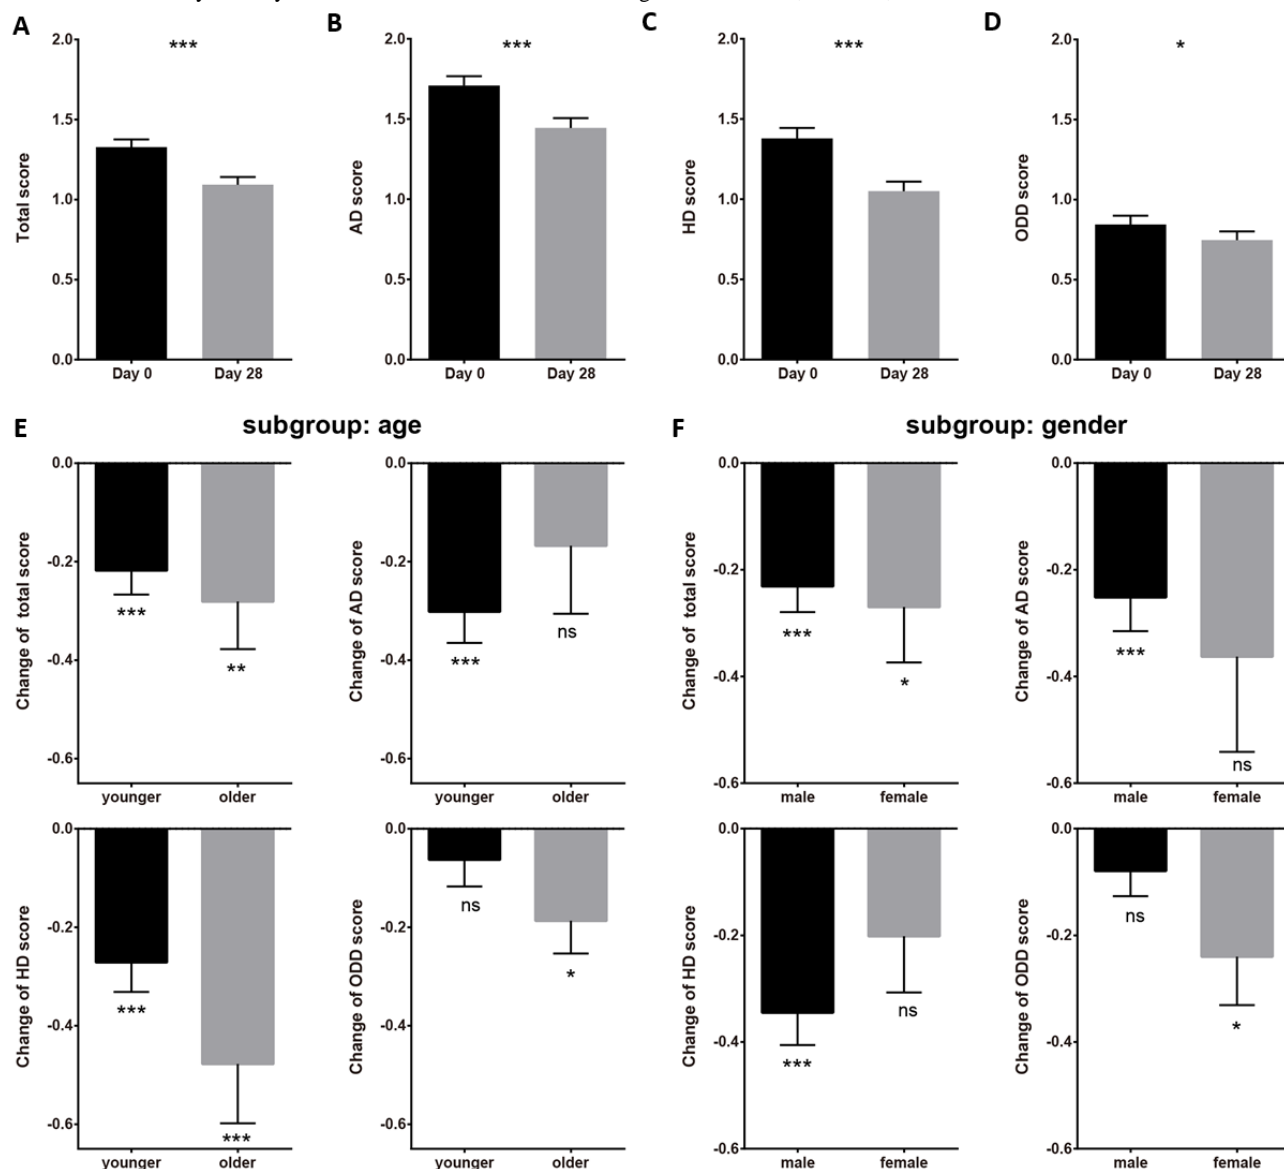 A
B
C
D
2.0
1.5
1.0
0.5
0.0
Total score
***
Day 0
Day 28
2.0
1.5
1.0
0.5
0.0
AD score
***
Day 0
Day 28
2.0
1.5
1.0
0.5
0.0
HD score
***
Day 0
Day 28
2.0
1.5
1.0
0.5
0.0
ODD score
*
Day 0
Day 28
E
subgroup: age
0.0
-0.2
-0.4
-0.6
Change of total score
***
**
younger
older
0.0
-0.2
-0.4
-0.6
Change of AD score
***
ns
younger
older
0.0
-0.2
-0.4
-0.6
Change of HD score
***
***
younger
older
0.0
-0.2
-0.4
-0.6
Change of ODD score
ns
*
younger
older
F
subgroup: gender
0.0
-0.2
-0.4
-0.6
Change of total score
***
*
male
female
0.0
-0.2
-0.4
-0.6
Change of AD score
***
ns
male
female
0.0
-0.2
-0.4
-0.6
Change of HD score
***
ns
male
female
0.0
-0.2
-0.4
-0.6
Change of ODD score
ns
*
male
female